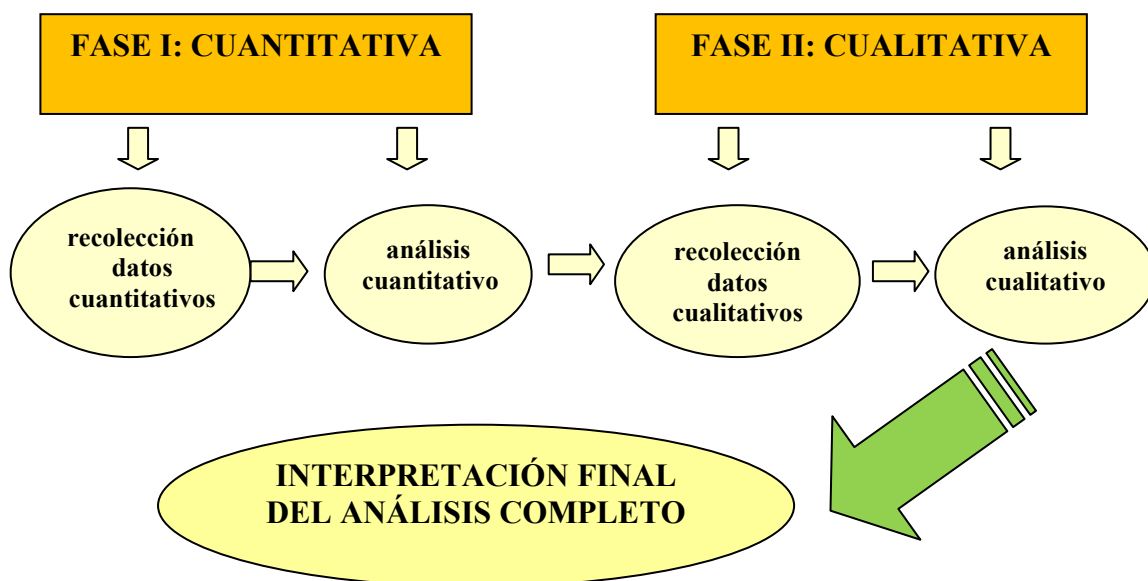 FASE I: CUANTITATIVA
FASE II: CUALITATIVA
recolección
datos
cuantitativos
análisis
cuantitativo
recolección
datos
cualitativos
análisis
cualitativo
INTERPRETACIÓN FINAL
DEL ANÁLISIS COMPLETO